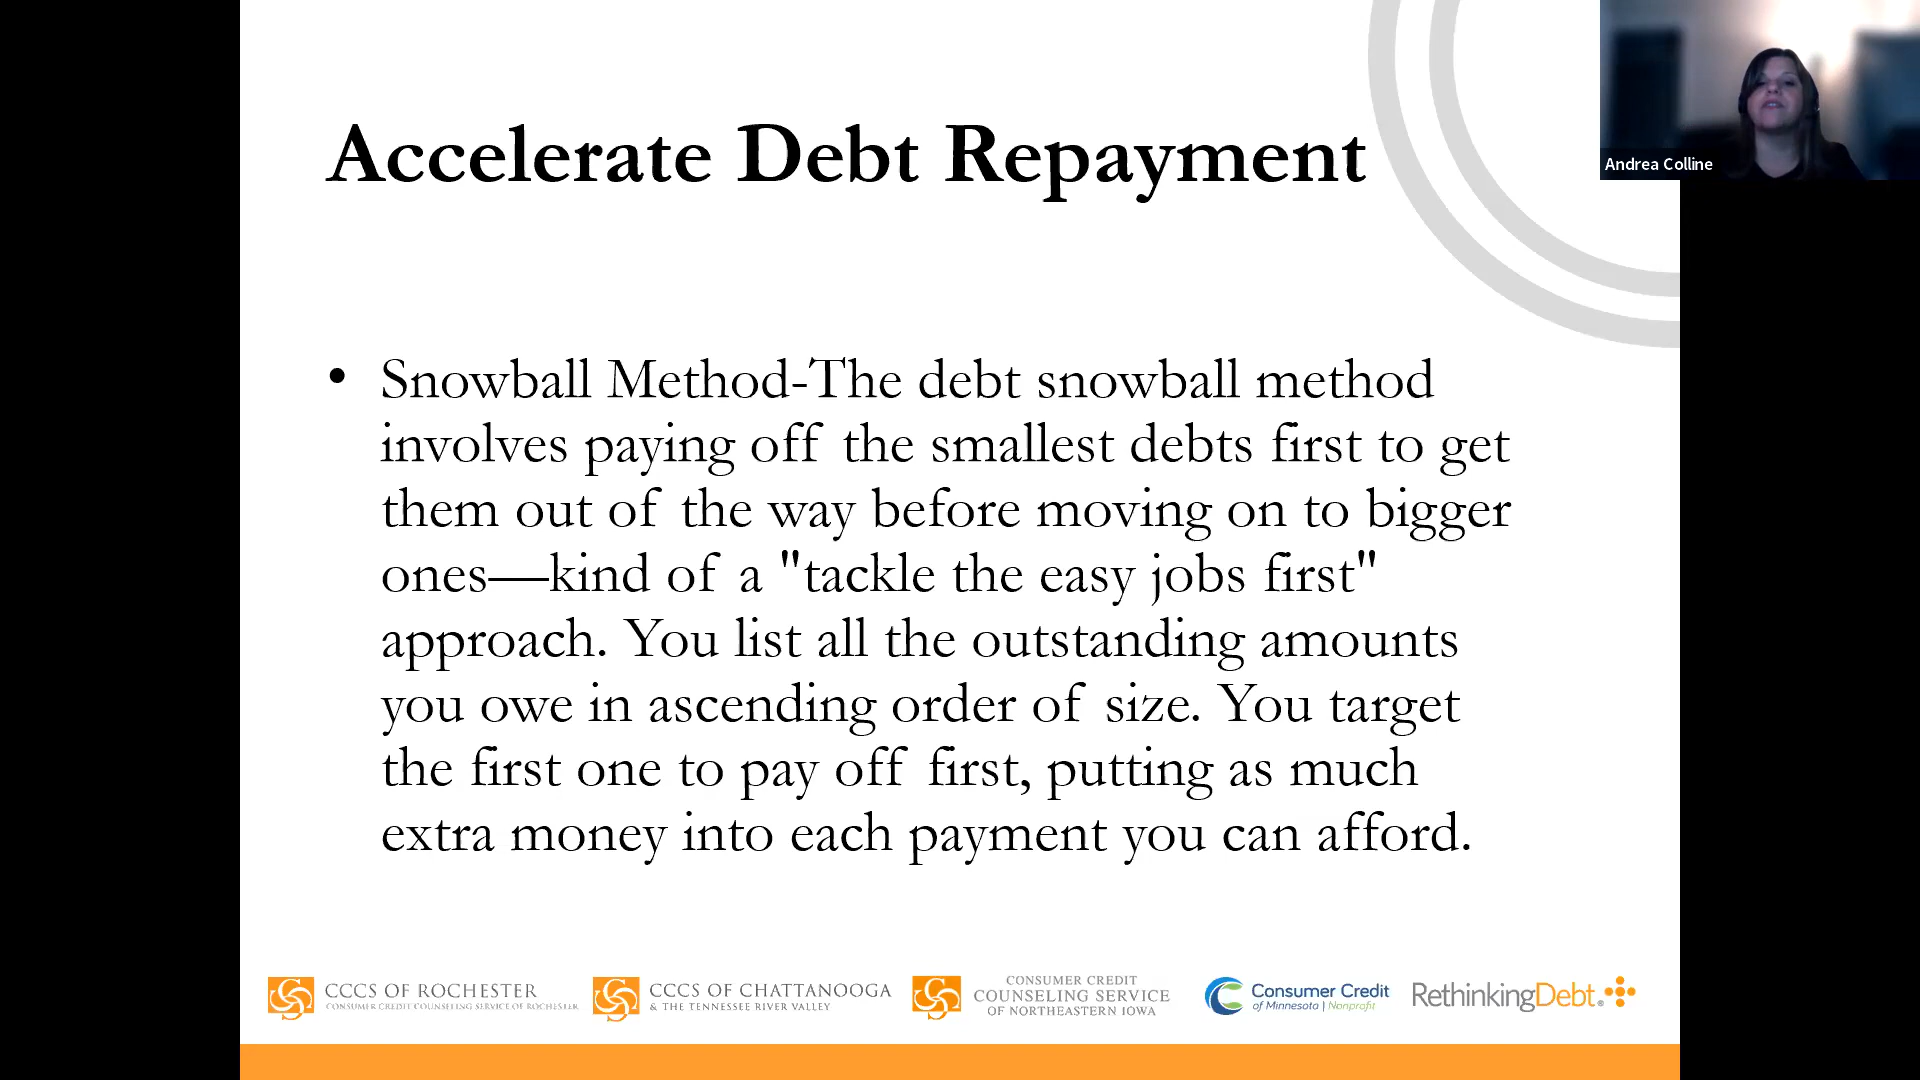 Accelerate Debt Repayment
Andrea Colline
• Snowball Method-The debt snowball method
involves paying off the smallest debts first to get
them out of the way before moving on to bigger
ones—kind of a "tackle the easy jobs first"
approach. You list all the outstanding amounts
you owe in ascending order of size. You target
the first one to pay off first, putting as much
extra money into each payment you can afford.
CCCS OF ROCHESTER
CONSUMER CREDIT COUNSELING SERVICE OF ROCHESTER
CCCS OF CHATTANOOGA
& THE TENNESSEE RIVER VALLEY
CONSUMER CREDIT
COUNSELING SERVICE
OF NORTHEASTERN IOWA
Consumer Credit
of Minnesota | Nonprofit
RethinkingDebt®